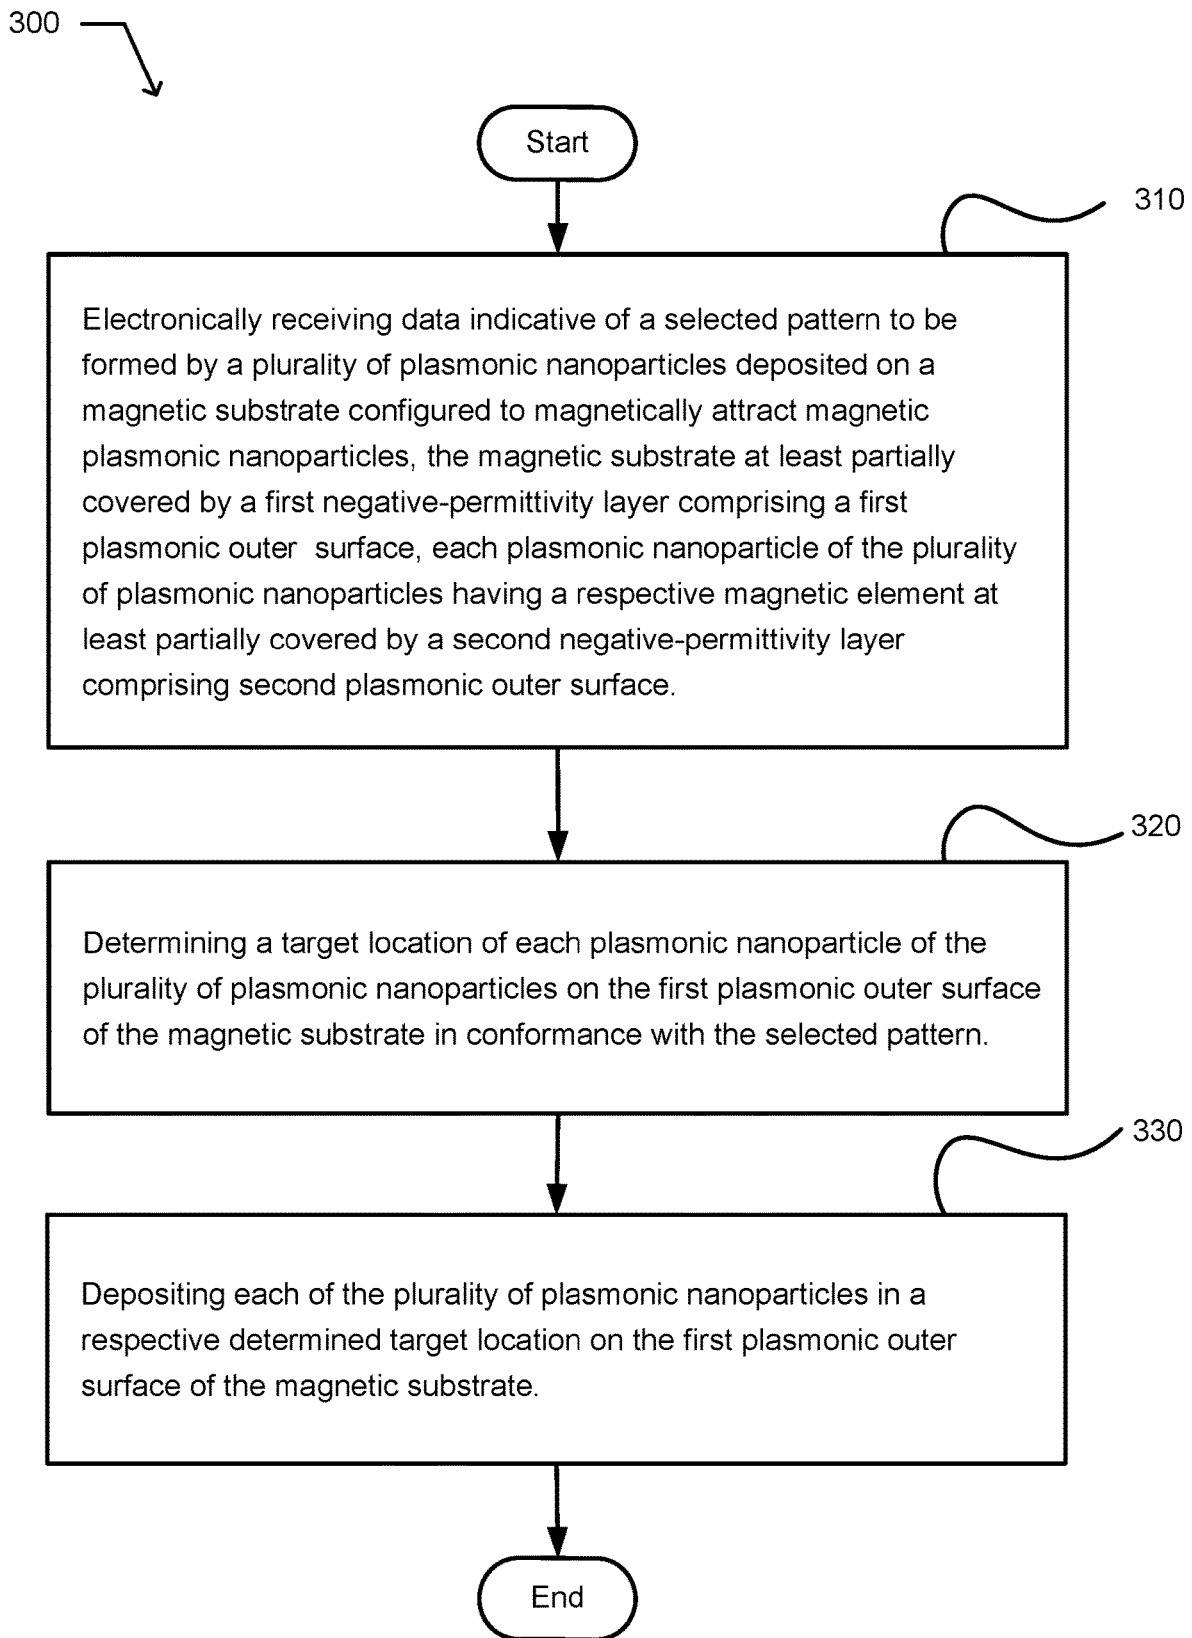 300
Start
310
Electronically receiving data indicative of a selected pattern to be
formed by a plurality of plasmonic nanoparticles deposited on a
magnetic substrate configured to magnetically attract magnetic
plasmonic nanoparticles, the magnetic substrate at least partially
covered by a first negative-permittivity layer comprising a first
plasmonic outer  surface, each plasmonic nanoparticle of the plurality
of plasmonic nanoparticles having a respective magnetic element at
least partially covered by a second negative-permittivity layer
comprising second plasmonic outer surface.
320
Determining a target location of each plasmonic nanoparticle of the
plurality of plasmonic nanoparticles on the first plasmonic outer surface
of the magnetic substrate in conformance with the selected pattern.
330
Depositing each of the plurality of plasmonic nanoparticles in a
respective determined target location on the first plasmonic outer
surface of the magnetic substrate.
End